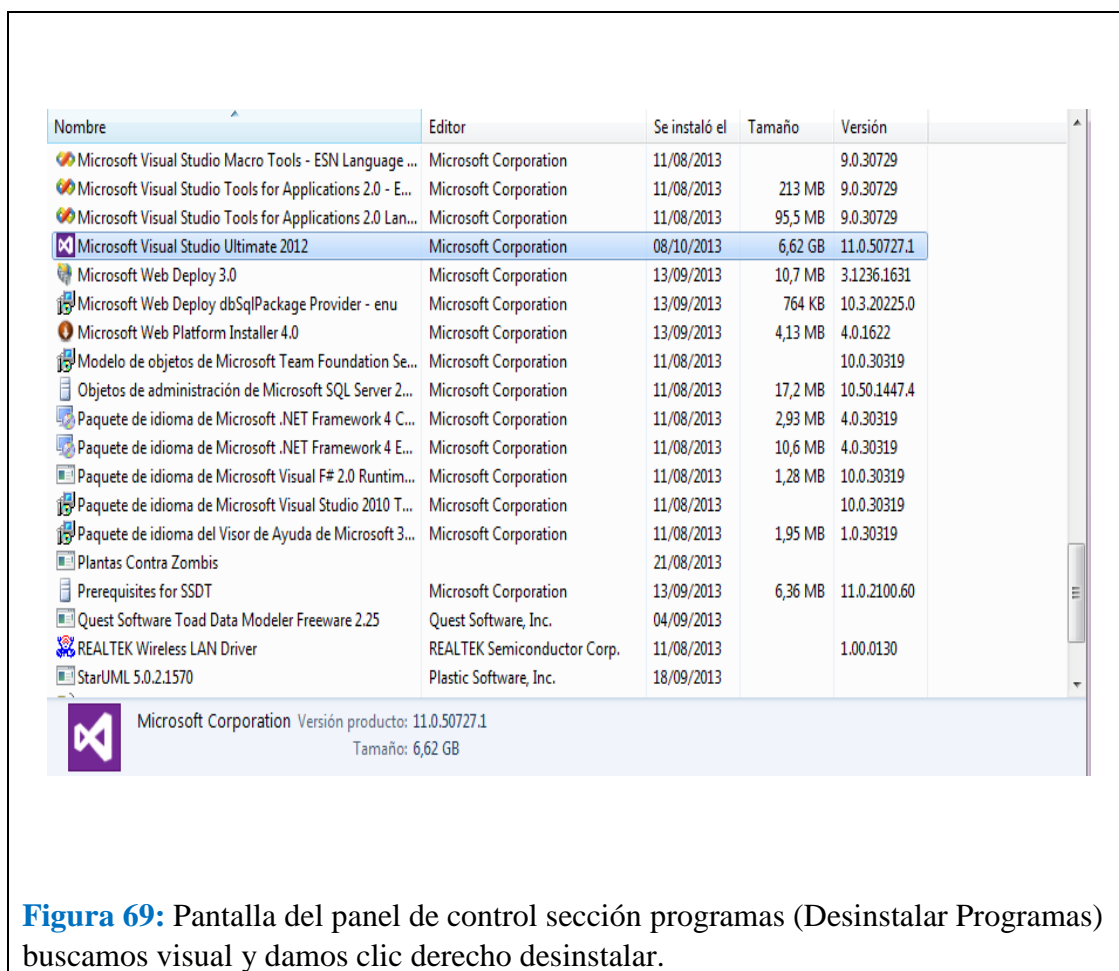 Nombre Editor Se instaló el Tamaño Versión
Microsoft Visual Studio Macro Tools - ESN Language ... Microsoft Corporation 11/08/2013 9.0.30729
Microsoft Visual Studio Tools for Applications 2.0 - E... Microsoft Corporation 11/08/2013 213 MB 9.0.30729
Microsoft Visual Studio Tools for Applications 2.0 Lan... Microsoft Corporation 11/08/2013 95,5 MB 9.0.30729
Microsoft Visual Studio Ultimate 2012 Microsoft Corporation 08/10/2013 6,62 GB 11.0.50727.1
Microsoft Web Deploy 3.0 Microsoft Corporation 13/09/2013 10,7 MB 3.1236.1631
Microsoft Web Deploy dbSqlPackage Provider - enu Microsoft Corporation 13/09/2013 764 KB 10.3.20225.0
Microsoft Web Platform Installer 4.0 Microsoft Corporation 13/09/2013 4,13 MB 4.0.1622
Modelo de objetos de Microsoft Team Foundation Se... Microsoft Corporation 11/08/2013 10.0.30319
Objetos de administración de Microsoft SQL Server 2... Microsoft Corporation 11/08/2013 17,2 MB 10.50.1447.4
Paquete de idioma de Microsoft .NET Framework 4 C... Microsoft Corporation 11/08/2013 2,93 MB 4.0.30319
Paquete de idioma de Microsoft .NET Framework 4 E... Microsoft Corporation 11/08/2013 10,6 MB 4.0.30319
Paquete de idioma de Microsoft Visual F# 2.0 Runtim... Microsoft Corporation 11/08/2013 1,28 MB 10.0.30319
Paquete de idioma de Microsoft Visual Studio 2010 T... Microsoft Corporation 11/08/2013 10.0.30319
Paquete de idioma del Visor de Ayuda de Microsoft 3... Microsoft Corporation 11/08/2013 1,95 MB 1.0.30319
Plantas Contra Zombis 21/08/2013
Prerequisites for SSDT Microsoft Corporation 13/09/2013 6,36 MB 11.0.2100.60
Quest Software Toad Data Modeler Freeware 2.25 Quest Software, Inc. 04/09/2013
REALTEK Wireless LAN Driver REALTEK Semiconductor Corp. 11/08/2013 1.00.0130
StarUML 5.0.2.1570 Plastic Software, Inc. 18/09/2013
Microsoft Corporation Versión producto: 11.0.50727.1
Tamaño: 6,62 GB
Figura 69: Pantalla del panel de control sección programas (Desinstalar Programas)
buscamos visual y damos clic derecho desinstalar.